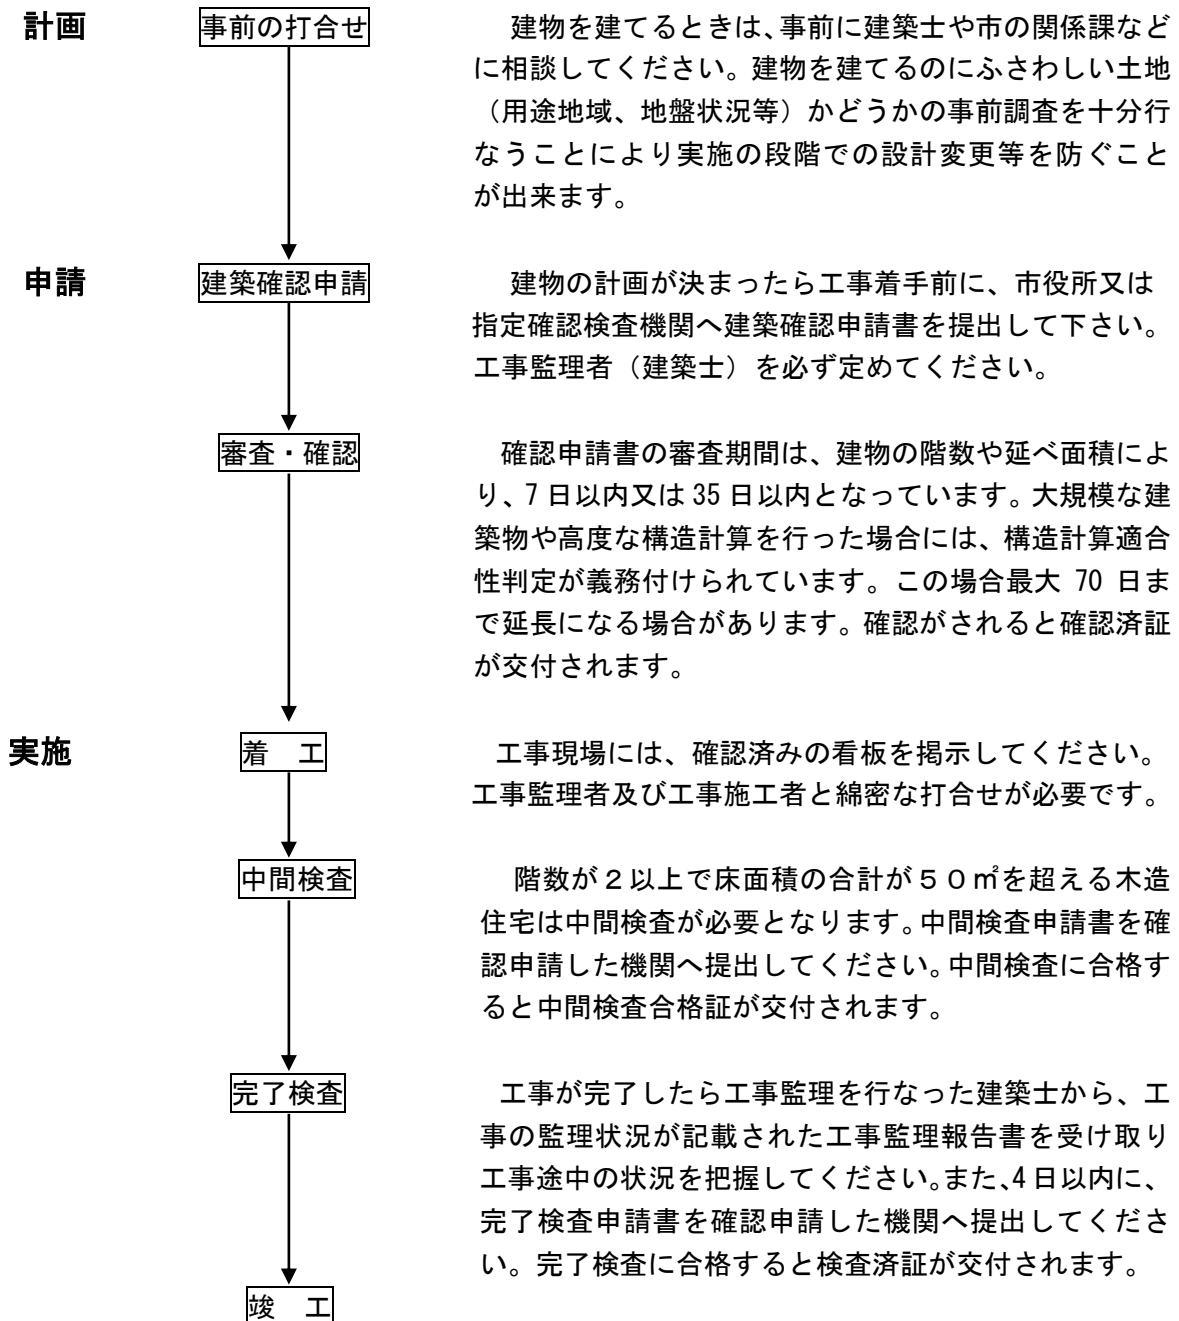 計画
事前の打合せ
建物を建てるときは、事前に建築士や市の関係課など
に相談してください。建物を建てるのにふさわしい土地
（用途地域、地盤状況等）かどうかの事前調査を十分行
なうことにより実施の段階での設計変更等を防ぐこと
が出来ます。
申請
建築確認申請
建物の計画が決まったら工事着手前に、市役所又は
指定確認検査機関へ建築確認申請書を提出して下さい。
工事監理者（建築士）を必ず定めてください。
審査・確認
確認申請書の審査期間は、建物の階数や延べ面積によ
り、7 日以内又は 35 日以内となっています。大規模な建
築物や高度な構造計算を行った場合には、構造計算適合
性判定が義務付けられています。この場合最大 70 日ま
で延長になる場合があります。確認がされると確認済証
が交付されます。
実施
着　工
工事現場には、確認済みの看板を掲示してください。
工事監理者及び工事施工者と綿密な打合せが必要です。
中間検査
階数が２以上で床面積の合計が５０㎡を超える木造
住宅は中間検査が必要となります。中間検査申請書を確
認申請した機関へ提出してください。中間検査に合格す
ると中間検査合格証が交付されます。
完了検査
工事が完了したら工事監理を行なった建築士から、工
事の監理状況が記載された工事監理報告書を受け取り
工事途中の状況を把握してください。また、4 日以内に、
完了検査申請書を確認申請した機関へ提出してくださ
い。完了検査に合格すると検査済証が交付されます。
竣　工